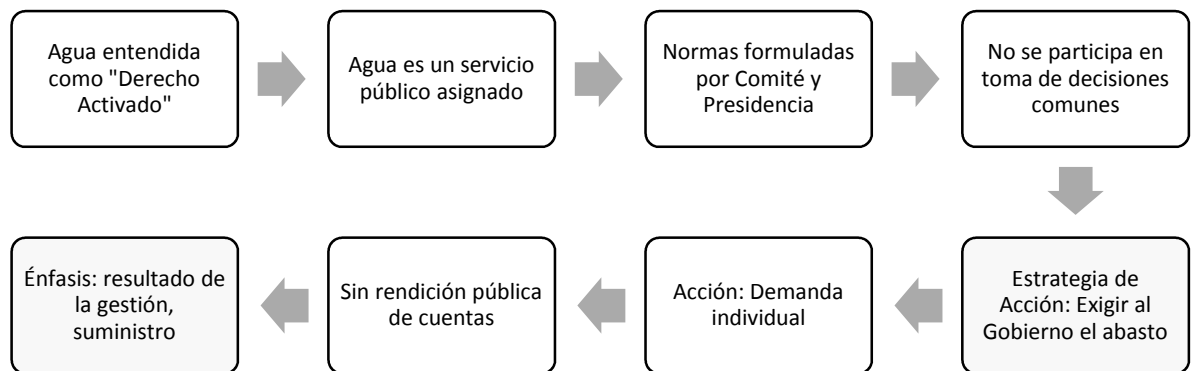 Agua entendida
como "Derecho
Activado"
Agua es un servicio
público asignado
Normas formuladas
por Comité y
Presidencia
No se participa en
toma de decisiones
comunes
Estrategia de
Acción: Exigir al
Gobierno el abasto
Acción: Demanda
individual
Sin rendición pública
de cuentas
Énfasis: resultado de
la gestión,
suministro